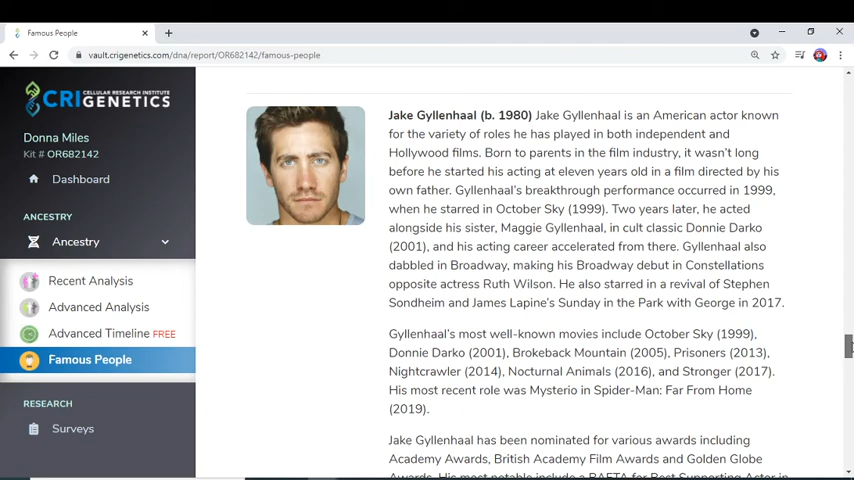 Famous People
vault.crigenetics.com/dna/report/OR682142/famous-people
CRI GENETICS
CELLULAR RESEARCH INSTITUTE
Donna Miles
Kit # OR682142
Dashboard
ANCESTRY
Ancestry
Recent Analysis
Advanced Analysis
Advanced Timeline FREE
Famous People
RESEARCH
Surveys
Jake Gyllenhaal (b. 1980) Jake Gyllenhaal is an American actor known
for the variety of roles he has played in both independent and
Hollywood films. Born to parents in the film industry, it wasn't long
before he started his acting at eleven years old in a film directed by his
own father. Gyllenhaal's breakthrough performance occurred in 1999,
when he starred in October Sky (1999). Two years later, he acted
alongside his sister, Maggie Gyllenhaal, in cult classic Donnie Darko
(2001), and his acting career accelerated from there. Gyllenhaal also
dabbled in Broadway, making his Broadway debut in Constellations
opposite actress Ruth Wilson. He also starred in a revival of Stephen
Sondheim and James Lapine's Sunday in the Park with George in 2017.
Gyllenhaal's most well-known movies include October Sky (1999),
Donnie Darko (2001), Brokeback Mountain (2005), Prisoners (2013),
Nightcrawler (2014), Nocturnal Animals (2016), and Stronger (2017).
His most recent role was Mysterio in Spider-Man: Far From Home
(2019).
Jake Gyllenhaal has been nominated for various awards including
Academy Awards, British Academy Film Awards and Golden Globe
Awards. His most notable include a BAFTA for Best Supporting Actor in